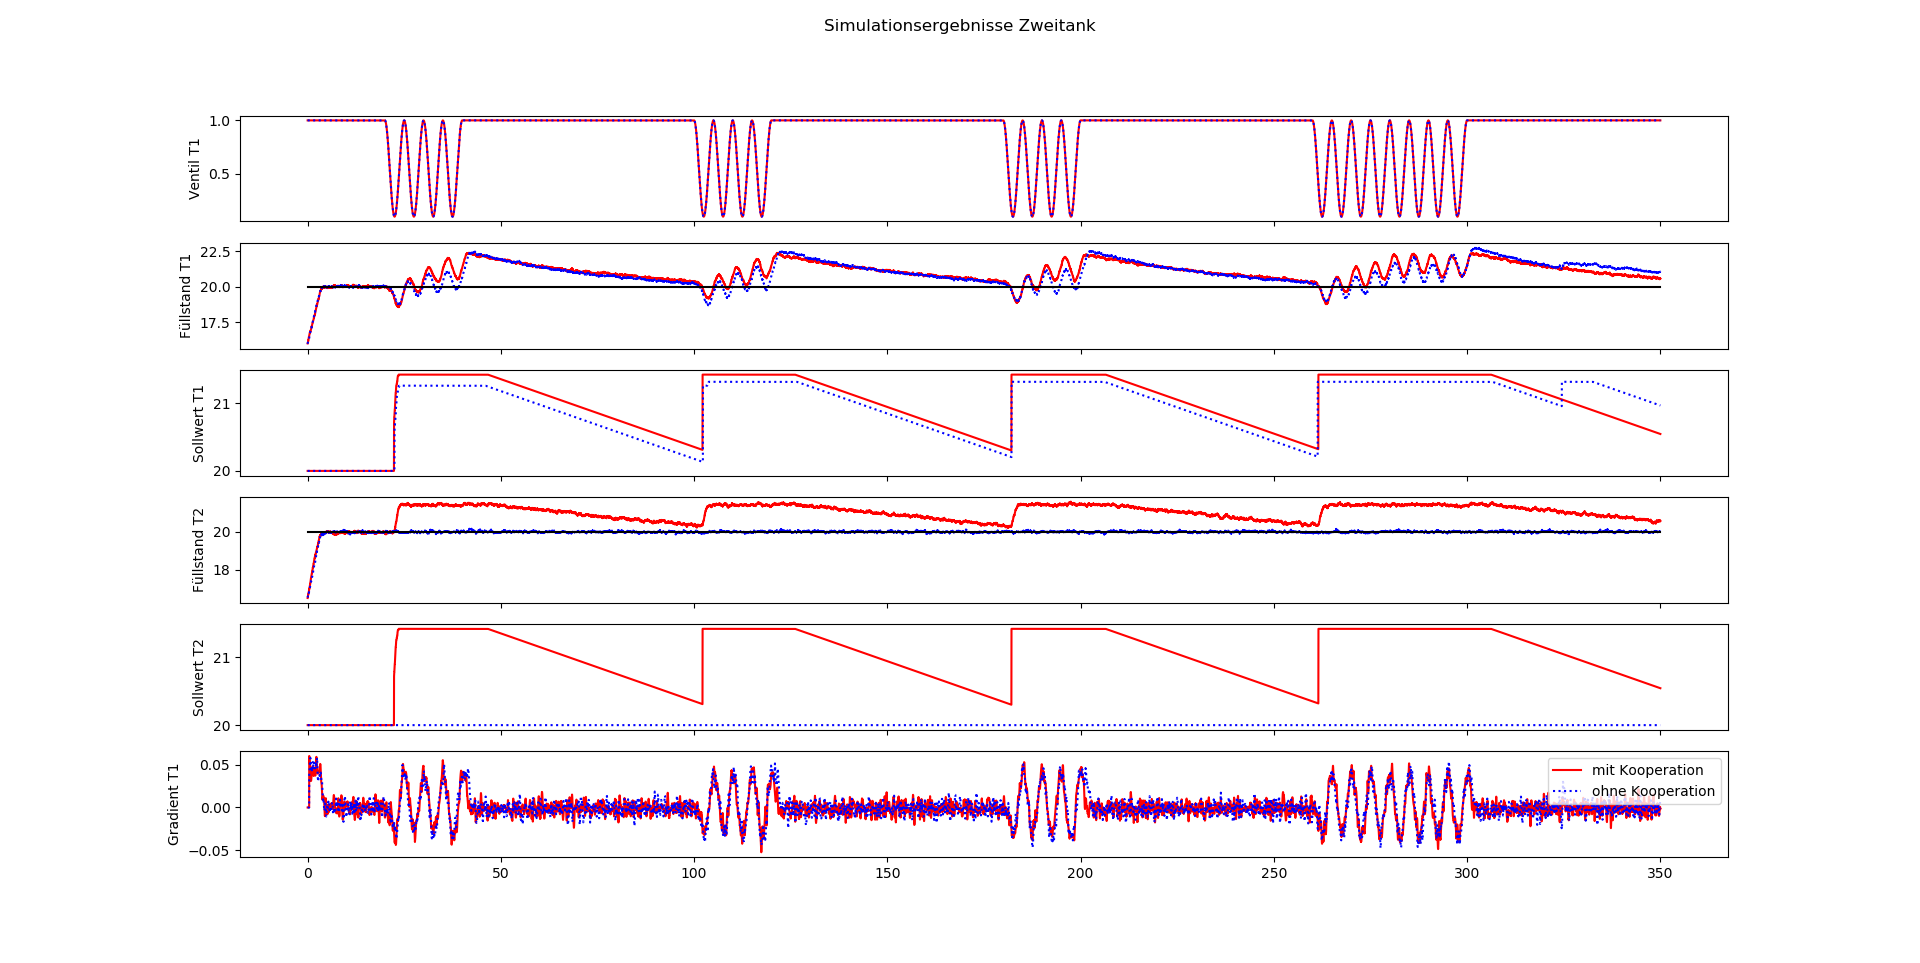 Simulationsergebnisse Zweitank
Ventil T1
1.0
0.5
Füllstand T1
22.5
20.0
17.5
Sollwert T1
21
20
Füllstand T2
20
18
Sollwert T2
21
20
Gradient T1
0.05
0.00
−0.05
mit Kooperation
ohne Kooperation
0 50 100 150 200 250 300 350